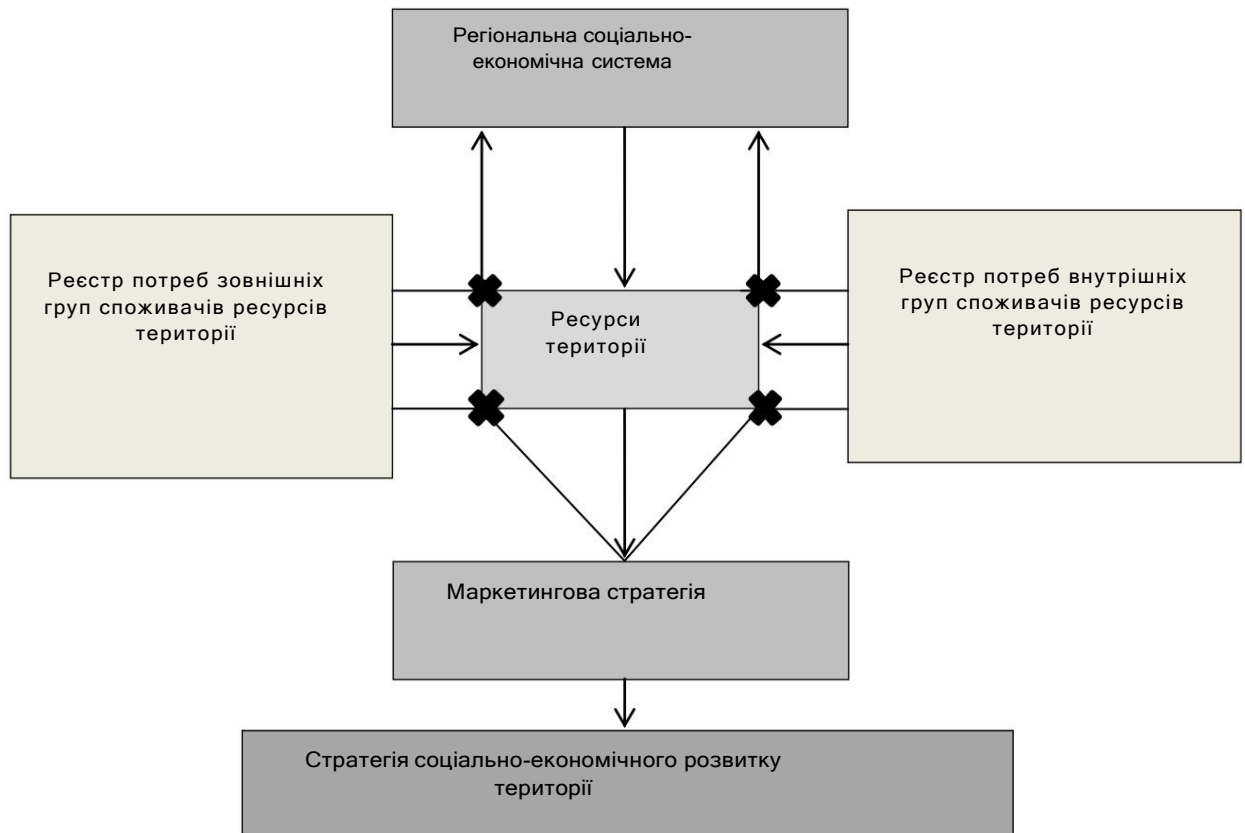 Регіональна соціально-
економічна система
Реєстр потреб зовнішніх
груп споживачів ресурсів
території
Ресурси
території
Реєстр потреб внутрішніх
груп споживачів ресурсів
території
Маркетингова стратегія
Стратегія соціально-економічного розвитку
території